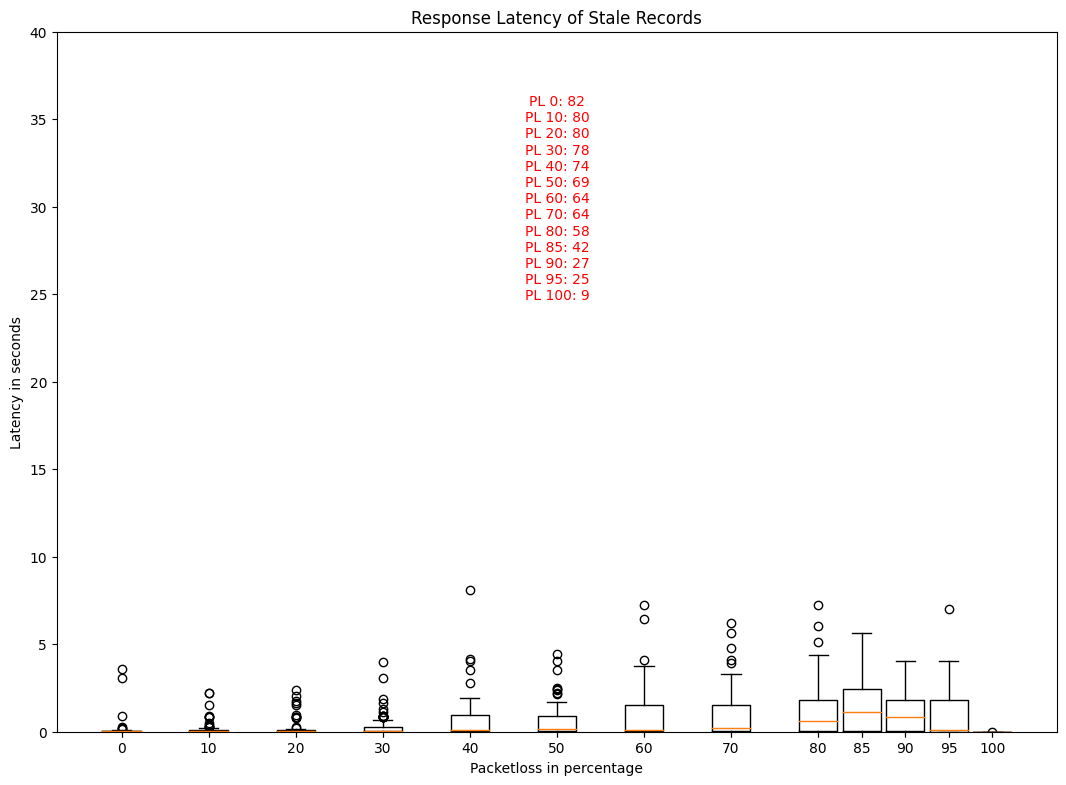 Response Latency of Stale Records
40
35
30
25
20
15
10
5
0
Latency in seconds
PL 0: 82
PL 10: 80
PL 20: 80
PL 30: 78
PL 40: 74
PL 50: 69
PL 60: 64
PL 70: 64
PL 80: 58
PL 85: 42
PL 90: 27
PL 95: 25
PL 100: 9
0 10 20 30 40 50 60 70 80 85 90 95 100
Packetloss in percentage